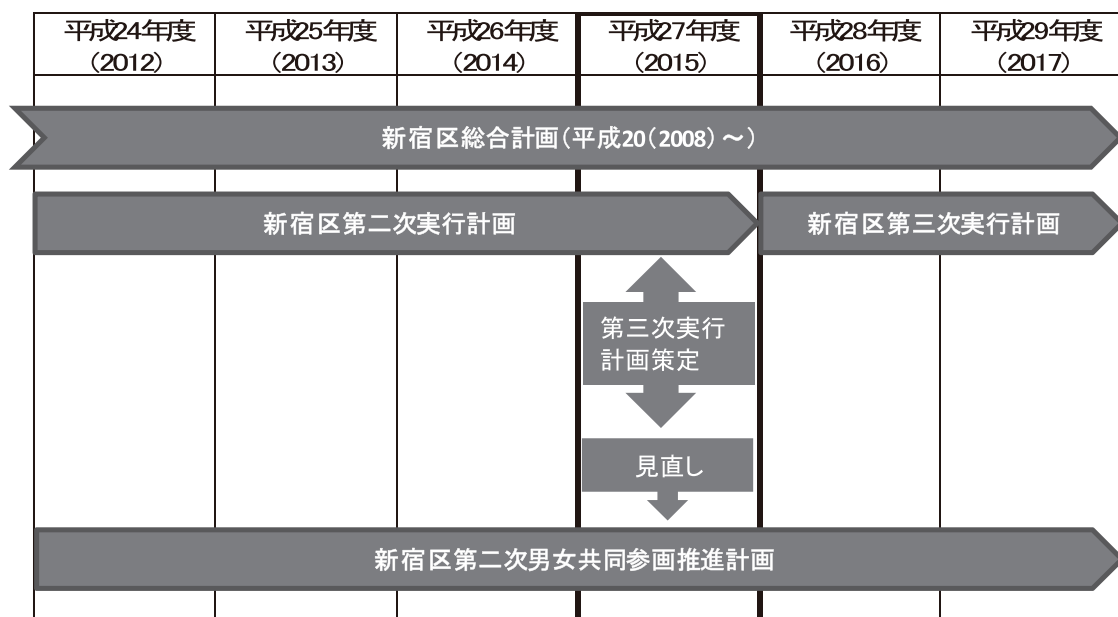 平成24年度 平成25年度 平成26年度 平成27年度 平成28年度 平成29年度
（2012） （2013） （2014） （2015） （2016） （2017）
新宿区総合計画（平成20（2008）～）
新宿区第二次実行計画 新宿区第三次実行計画
第三次実行
計画策定
見直し
新宿区第二次男女共同参画推進計画